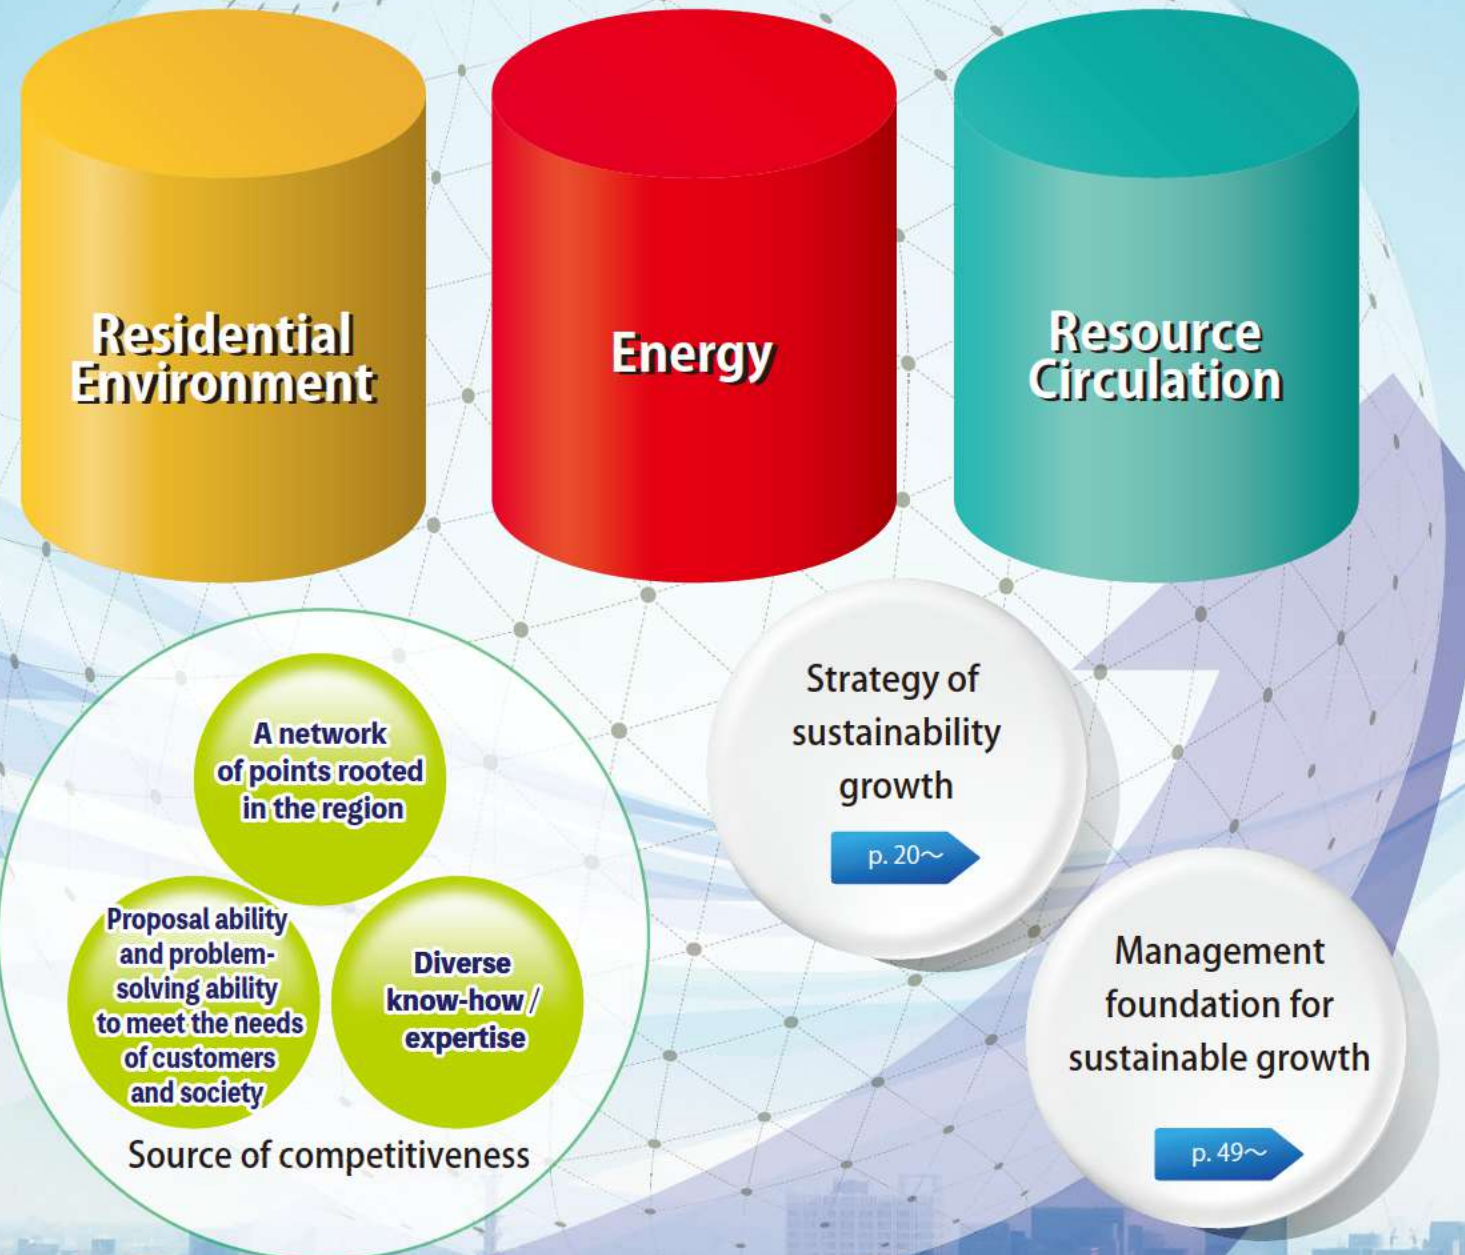 Residential
Environment
Energy
Resource
Circulation
A network
of points rooted
in the region
Proposal ability
and problem-
solving ability
to meet the needs
of customers
and society
Diverse
know-how /
expertise
Source of competitiveness
Strategy of
sustainability
growth
p. 20～
Management
foundation for
sustainable growth
p. 49～